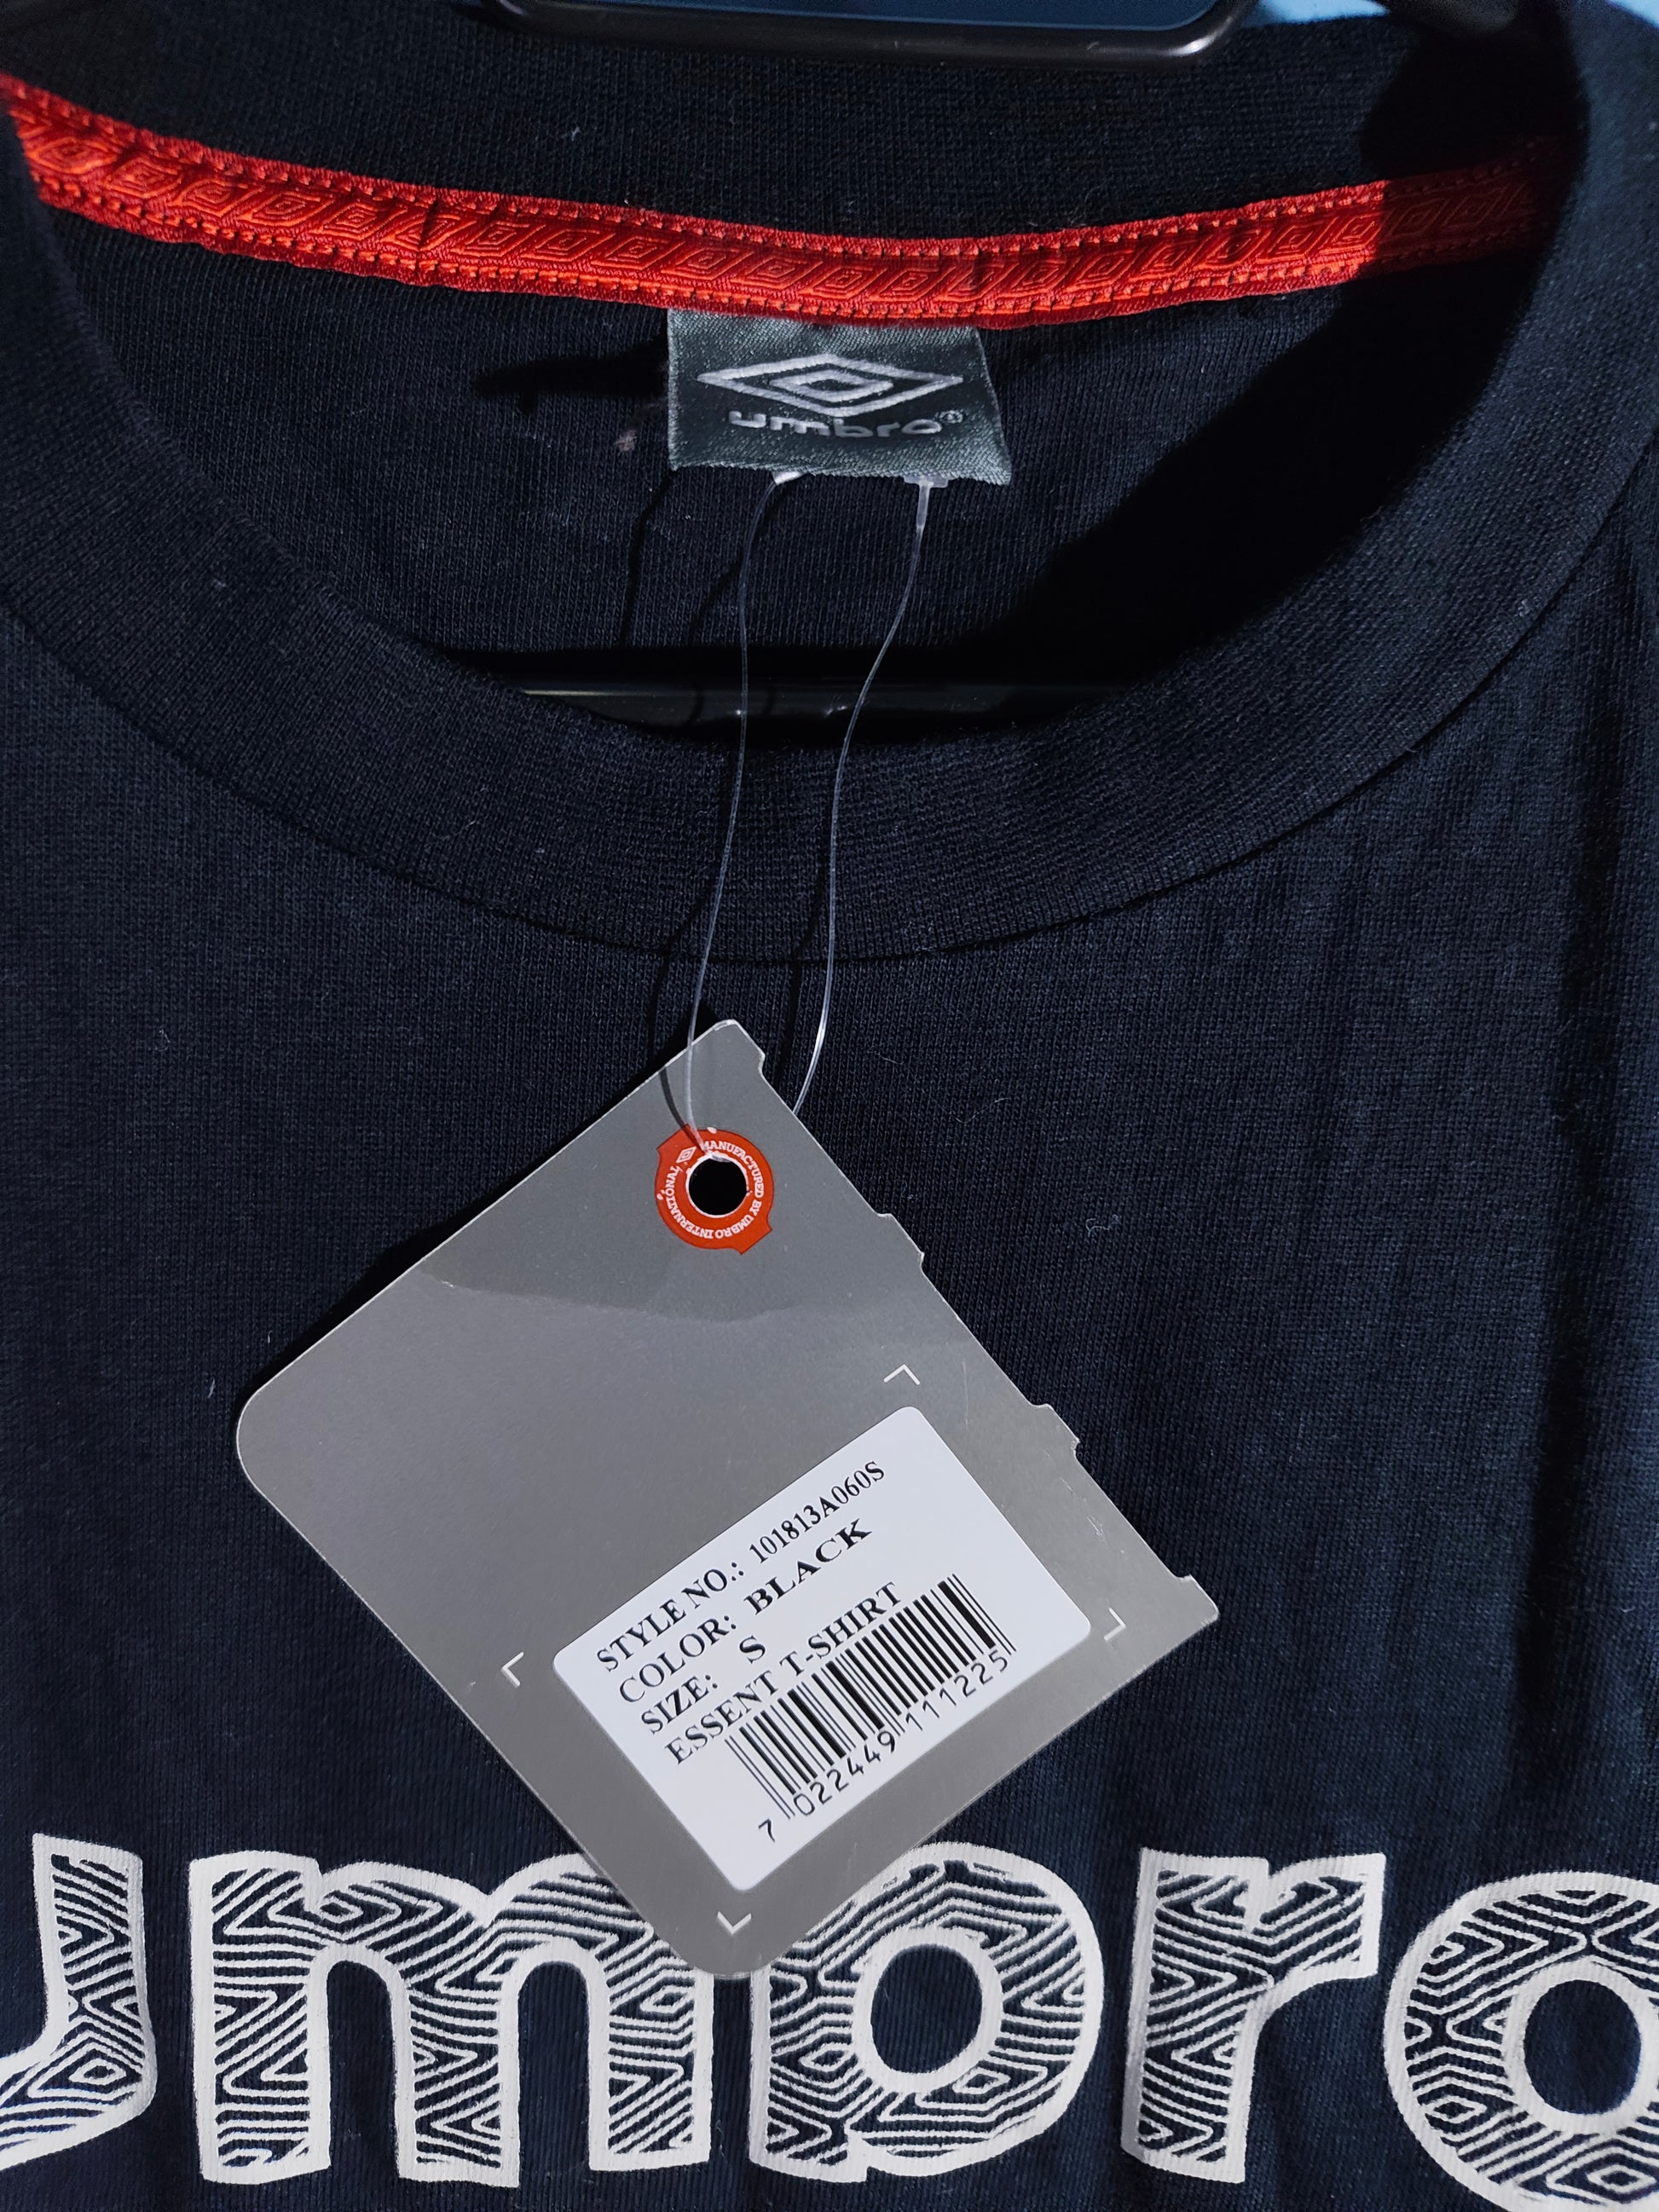 umbro®
MANUFACTURED BY UMBRO INTERNATIONAL
STYLE NO.: 101813A060S
COLOR: BLACK
SIZE: S
ESSENT T-SHIRT
7 022449 111225
umbro